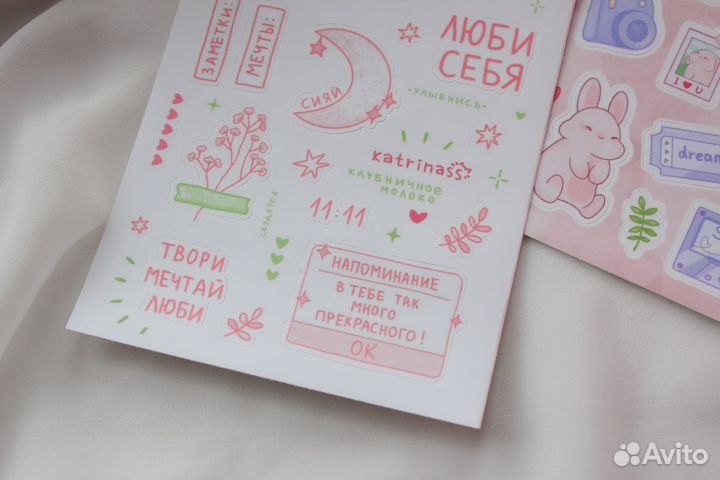 ЗАМЕТКИ:
МЕЧТЫ:
СИЯЙ
ЛЮБИ
СЕБЯ
•УЛЫБНИСЬ•
katrinass
КЛУБНИЧНОЕ
МОЛОКО
11:11
СБУДЕТСЯ
ТВОРИ
МЕЧТАЙ
ЛЮБИ
НАПОМИНАНИЕ
В ТЕБЕ ТАК
МНОГО
ПРЕКРАСНОГО!
OK
I ♥ U
dream
Avito